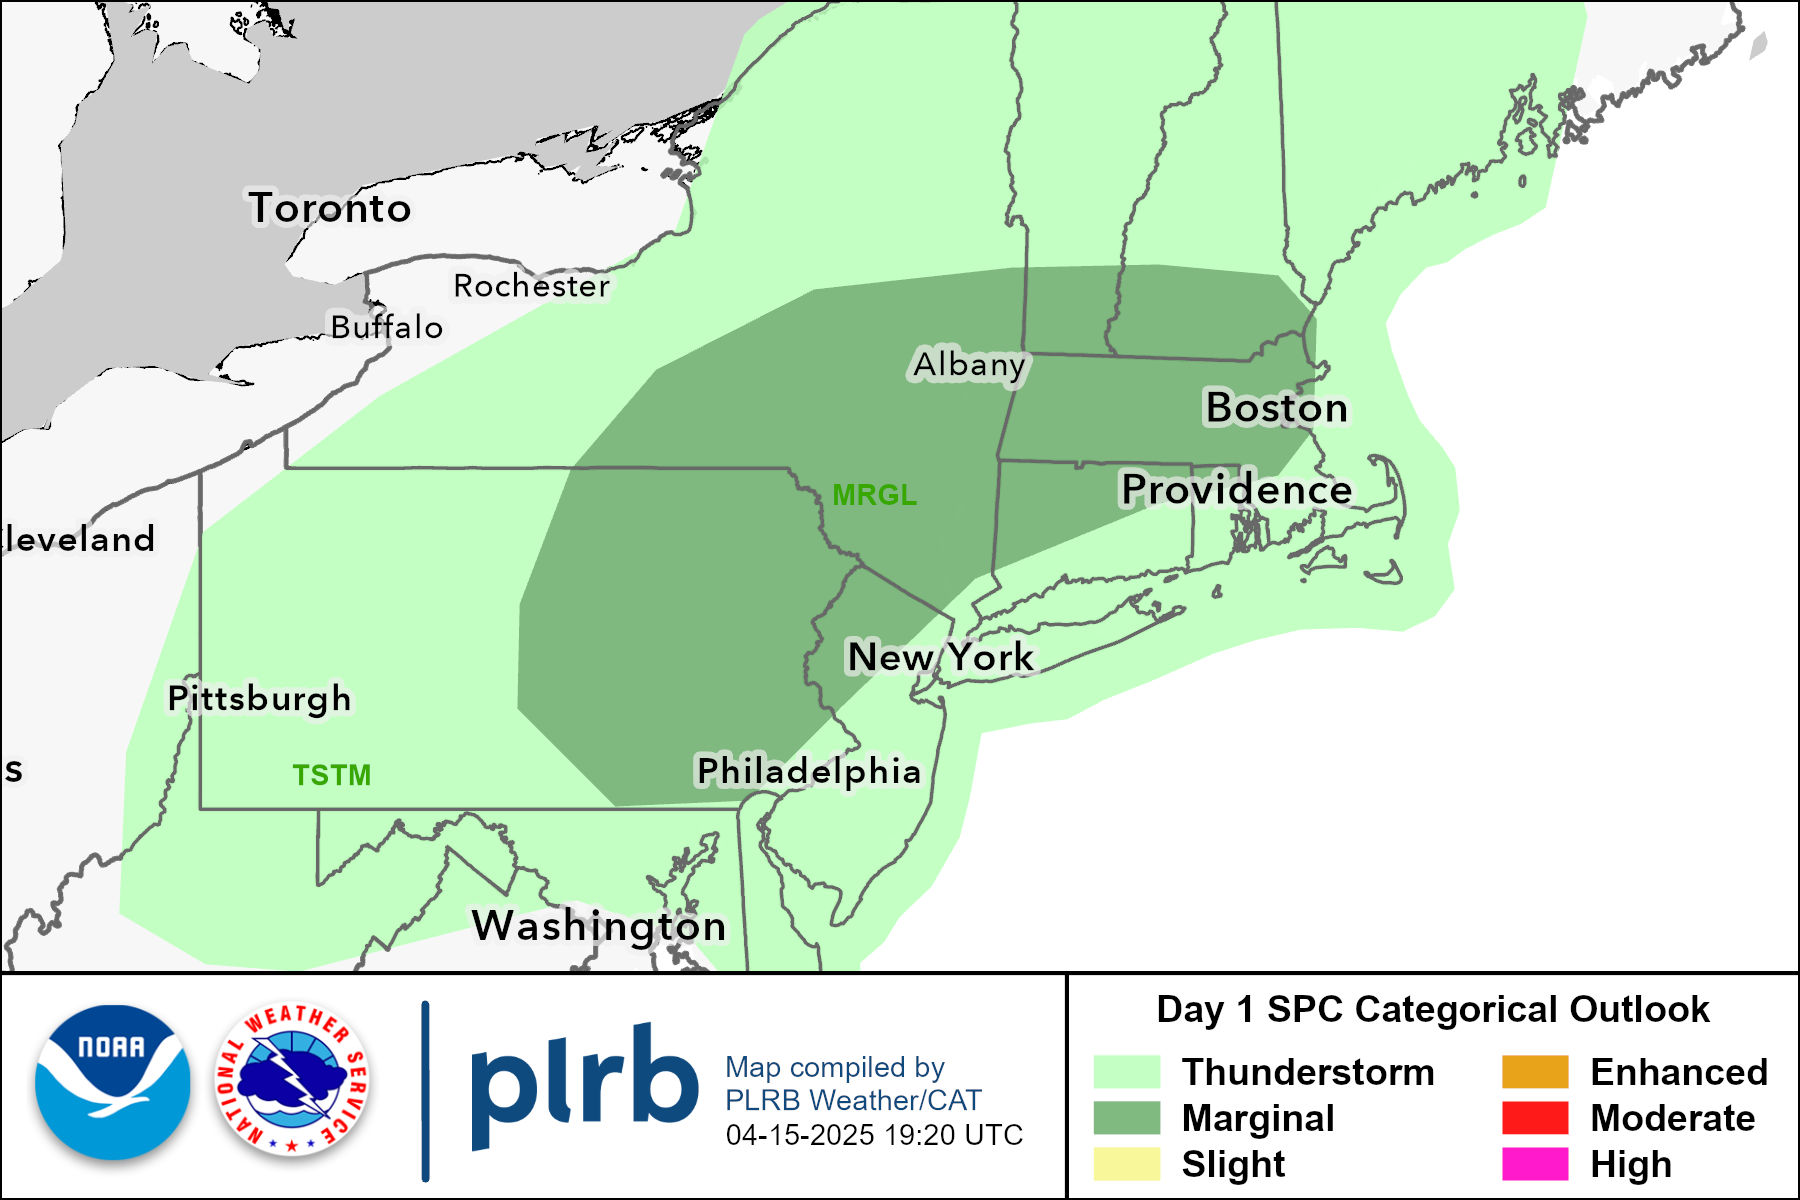 Toronto
Rochester
Buffalo
Albany
Boston
MRGL
Providence
leveland
New York
Pittsburgh
TSTM
s
Philadelphia
Washington
NOAA
NATIONAL WEATHER SERVICE
plrb
Map compiled by
PLRB Weather/CAT
04-15-2025 19:20 UTC
Day 1 SPC Categorical Outlook
Thunderstorm
Marginal
Slight
Enhanced
Moderate
High